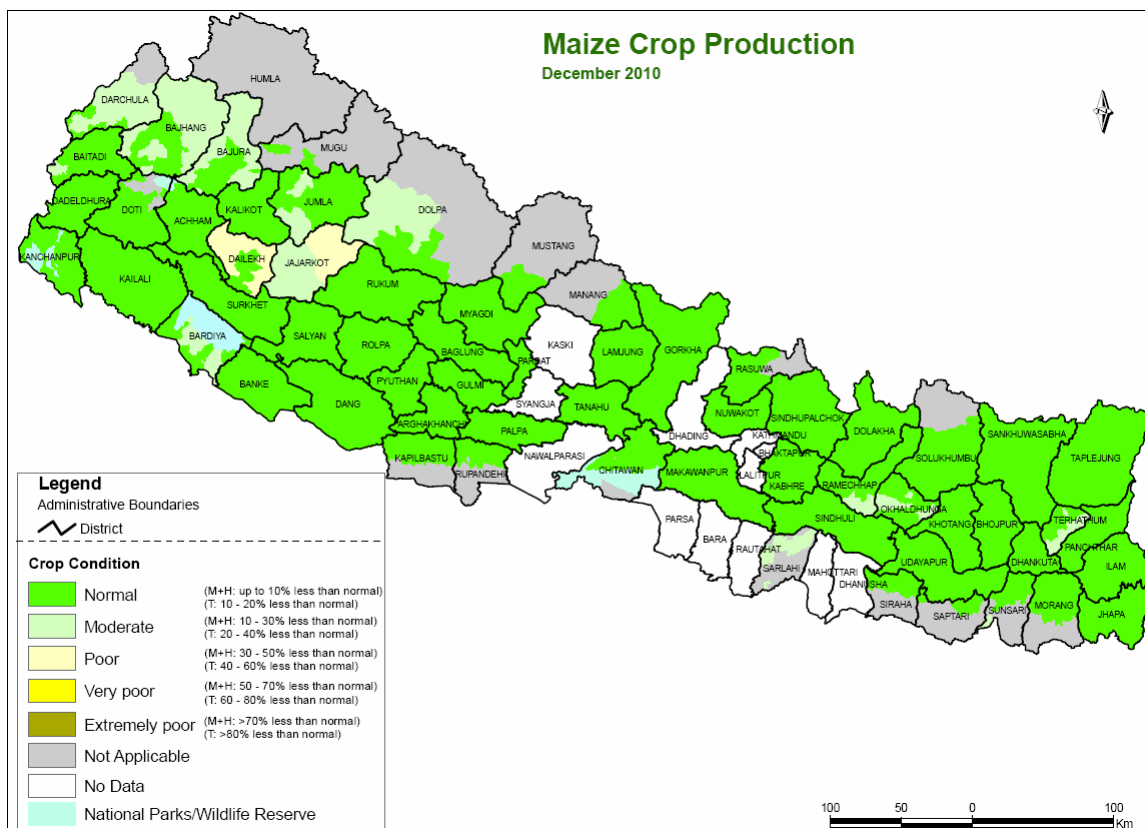 Maize Crop Production
December 2010
HUMLA
DARCHULA
BAJHANG
MUGU
BAITADI
BAJURA
DADELDHURA
DOTI
ACHHAM
KALIKOT
JUMLA
DOLPA
MUSTANG
KANCHANPUR
DAILEKH
JAJARKOT
KAILALI
RUKUM
MANANG
SURKHET
MYAGDI
BARDIYA
SALYAN
ROLPA
BAGLUNG
PARBAT
KASKI
LAMJUNG
GORKHA
RASUWA
BANKE
PYUTHAN
GULMI
DANG
SYANGJA
TANAHU
NUWAKOT
SINDHUPALCHOK
ARGHAKHANCHI
PALPA
DHADING
KATHMANDU
DOLAKHA
SANKHUWASABHA
TAPLEJUNG
KAPILBASTU
RUPANDEHI
NAWALPARASI
CHITAWAN
MAKAWANPUR
BHAKTAPUR
LALITPUR
KABHRE
RAMECHHAP
SOLUKHUMBU
OKHALDHUNGA
KHOTANG
BHOJPUR
TERHATHUM
PANCHTHAR
PARSA
BARA
RAUTAHAT
SARLAHI
SINDHULI
MAHOTTARI
DHANUSHA
UDAYAPUR
DHANKUTA
ILAM
SIRAHA
SAPTARI
SUNSARI
MORANG
JHAPA
Legend
Administrative Boundaries
District
Crop Condition
Normal (M+H: up to 10% less than normal)
(T: 10 - 20% less than normal)
Moderate (M+H: 10 - 30% less than normal)
(T: 20 - 40% less than normal)
Poor (M+H: 30 - 50% less than normal)
(T: 40 - 60% less than normal)
Very poor (M+H: 50 - 70% less than normal)
(T: 60 - 80% less than normal)
Extremely poor (M+H: >70% less than normal)
(T: >80% less than normal)
Not Applicable
No Data
National Parks/Wildlife Reserve
100 50 0 100
Km